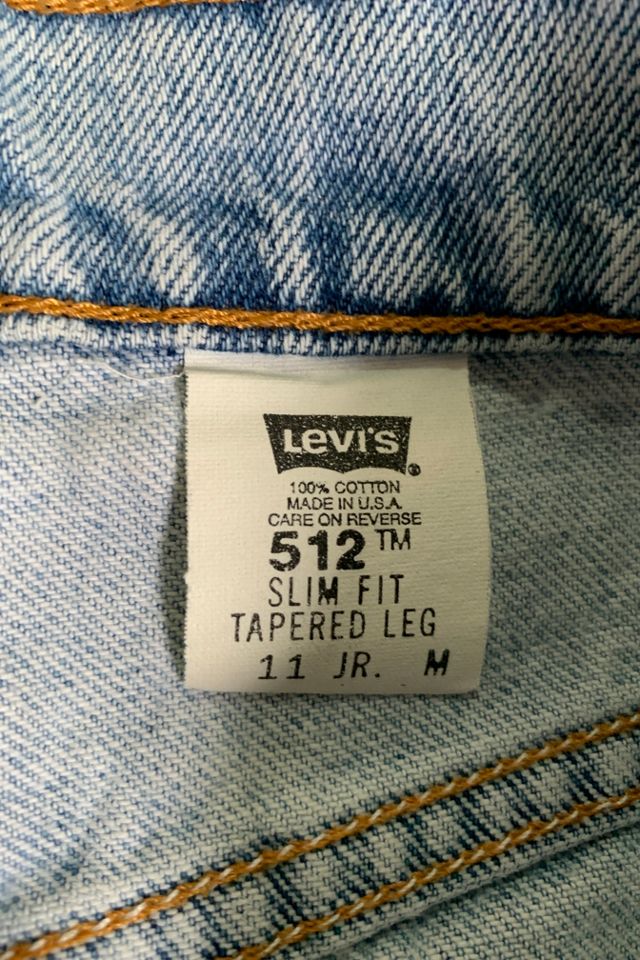 LEVI'S ®
100% COTTON
MADE IN U.S.A.
CARE ON REVERSE
512™
SLIM FIT
TAPERED LEG
11 JR. M